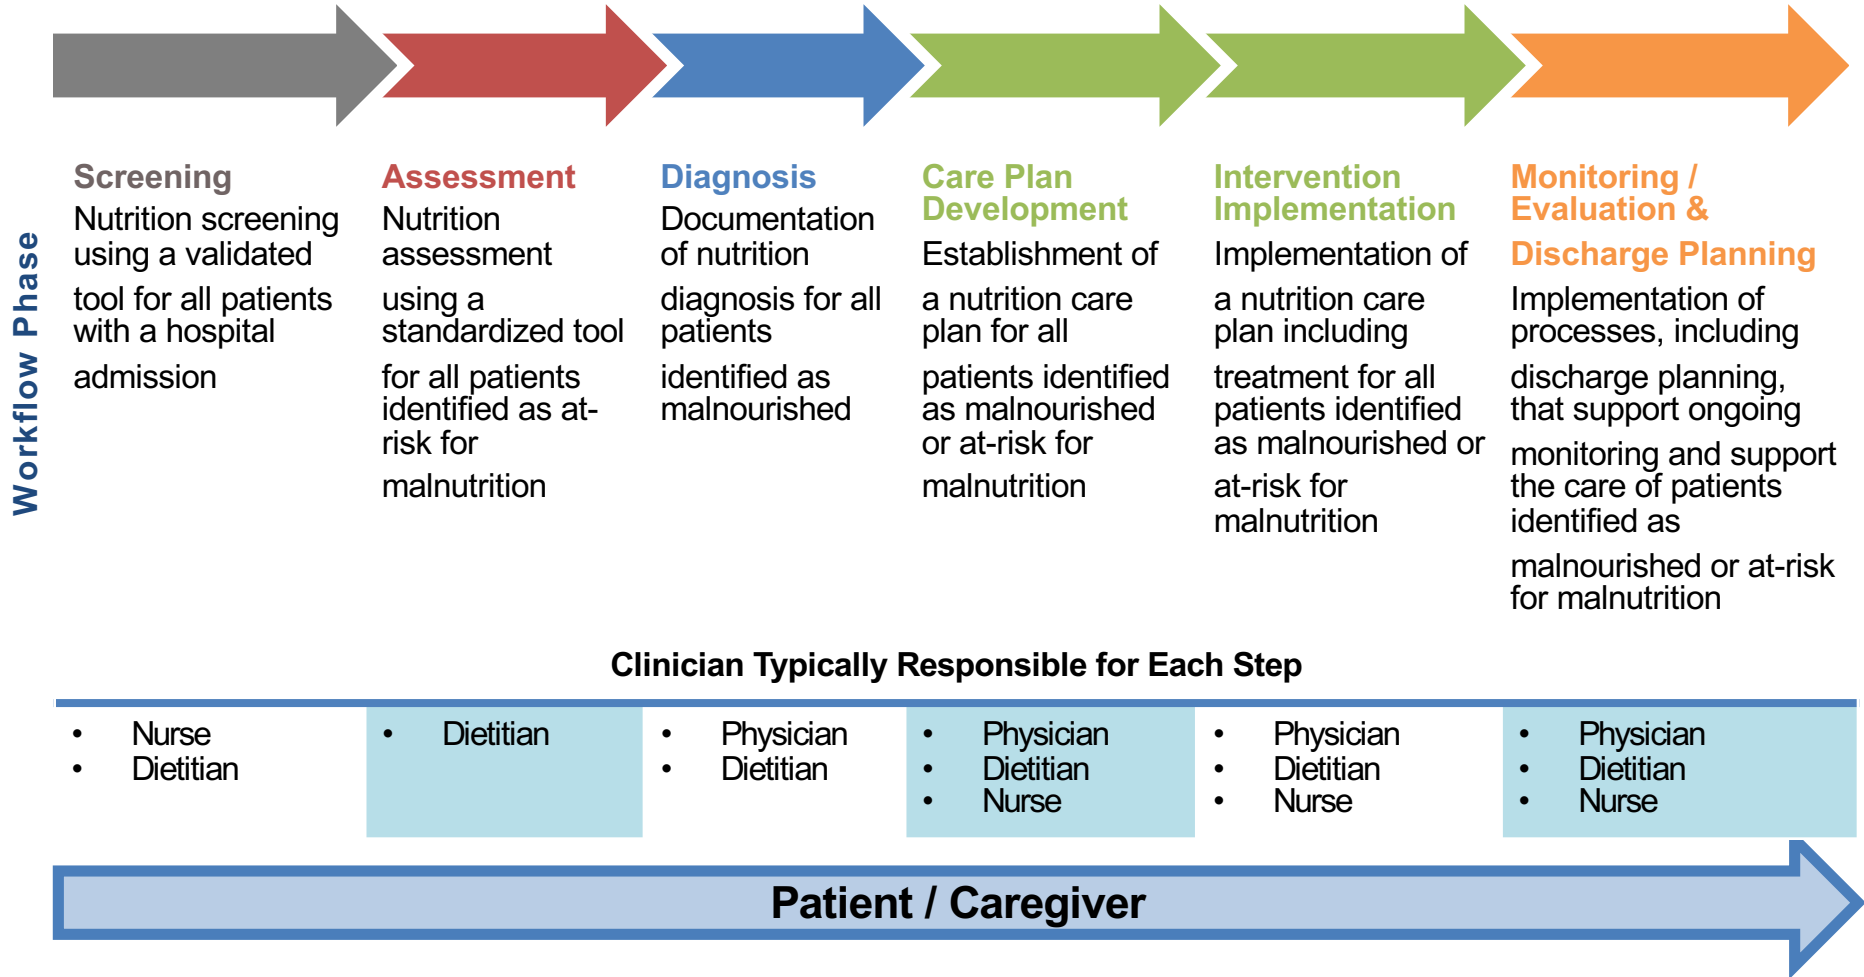 Workflow Phase
Screening
Nutrition screening
using a validated
tool for all patients
with a hospital
admission
Assessment
Nutrition
assessment
using a
standardized tool
for all patients
identified as at-
risk for
malnutrition
Diagnosis
Documentation
of nutrition
diagnosis for all
patients
identified as
malnourished
Care Plan
Development
Establishment of
a nutrition care
plan for all
patients identified
as malnourished
or at-risk for
malnutrition
Intervention
Implementation
Implementation of
a nutrition care
plan including
treatment for all
patients identified
as malnourished or
at-risk for
malnutrition
Monitoring /
Evaluation &
Discharge Planning
Implementation of
processes, including
discharge planning,
that support ongoing
monitoring and support
the care of patients
identified as
malnourished or at-risk
for malnutrition
Clinician Typically Responsible for Each Step
• Nurse
• Dietitian
• Dietitian
• Physician
• Dietitian
• Physician
• Dietitian
• Nurse
• Physician
• Dietitian
• Nurse
• Physician
• Dietitian
• Nurse
Patient / Caregiver